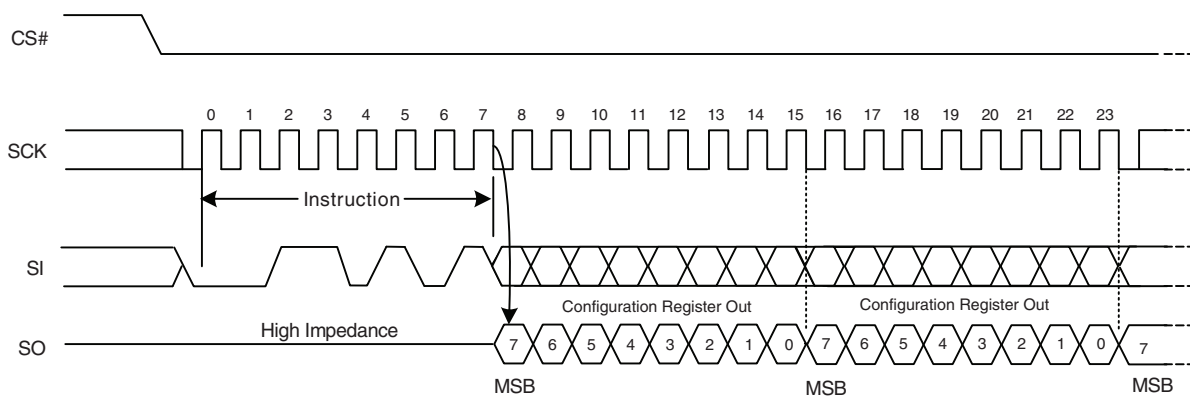 CS#
0 1 2 3 4 5 6 7 8 9 10 11 12 13 14 15 16 17 18 19 20 21 22 23
SCK
Instruction
SI
Configuration Register Out Configuration Register Out
High Impedance
SO
7 6 5 4 3 2 1 0 7 6 5 4 3 2 1 0 7
MSB MSB MSB